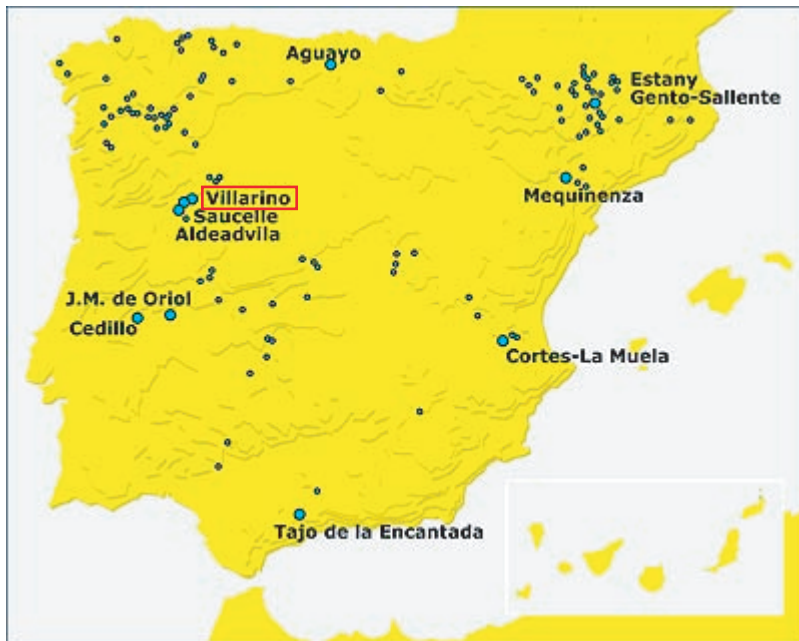 Aguayo
Estany
Gento-Sallente
Villarino
Mequinenza
Saucelle
Aldeadvila
J.M. de Oriol
Cedillo
Cortes-La Muela
Tajo de la Encantada